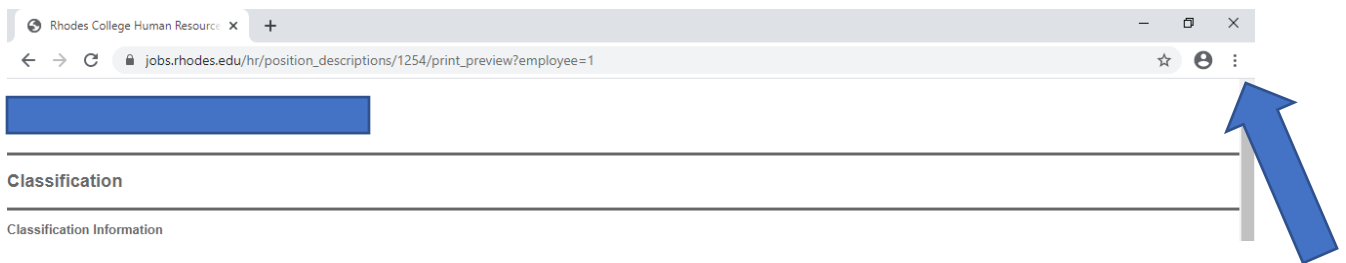 Rhodes College Human Resource
jobs.rhodes.edu/hr/position_descriptions/1254/print_preview?employee=1
Classification
Classification Information